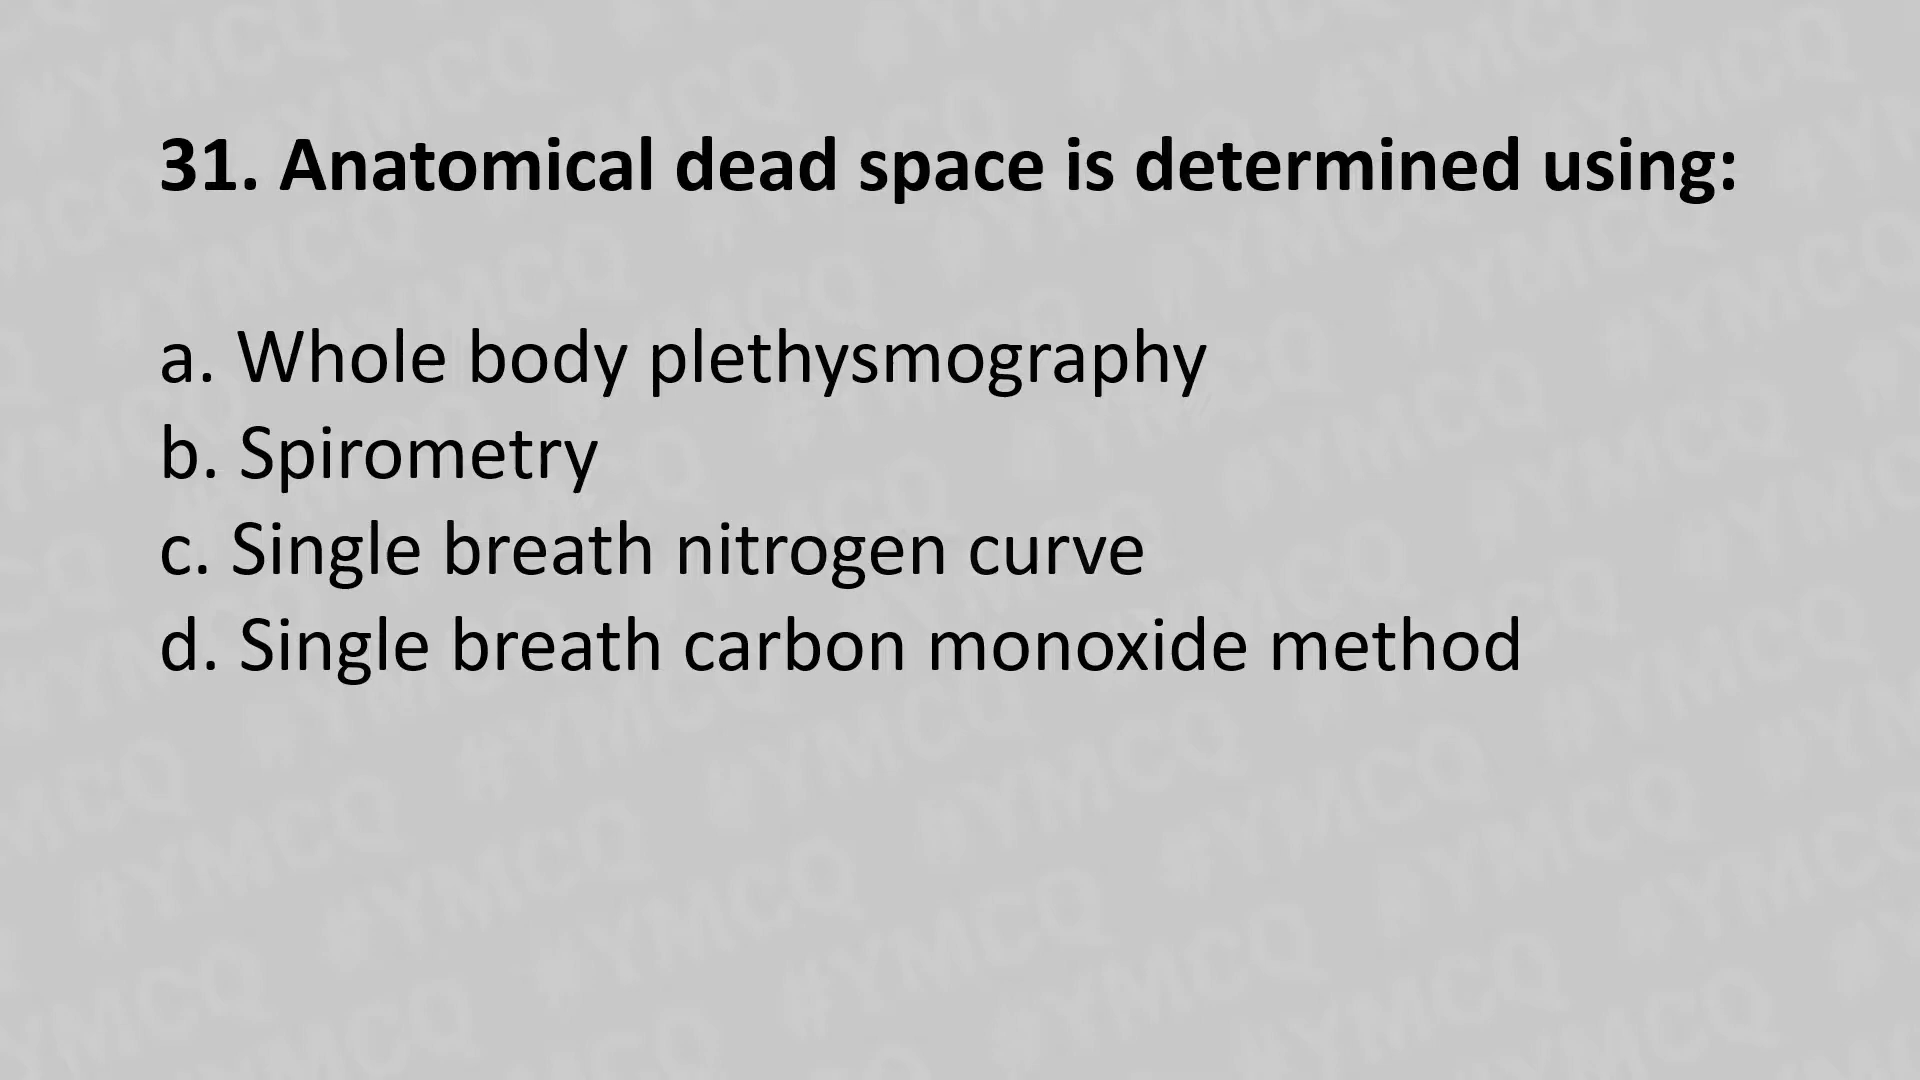 31. Anatomical dead space is determined using:
a. Whole body plethysmography
b. Spirometry
c. Single breath nitrogen curve
d. Single breath carbon monoxide method
#YMCQ